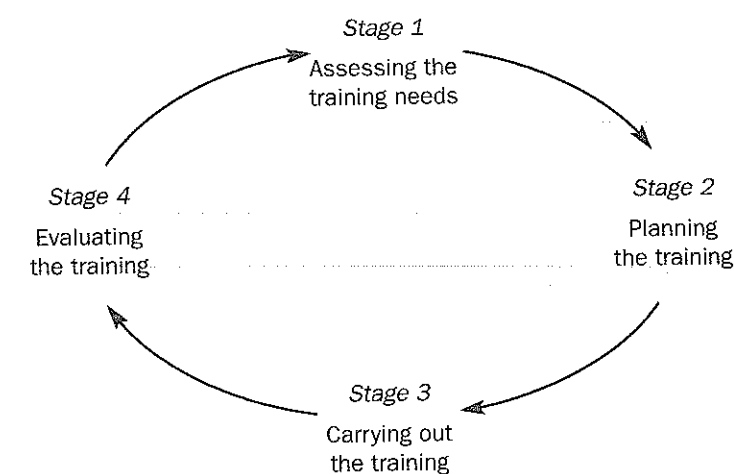 Stage 1
Assessing the
training needs
Stage 2
Planning
the training
Stage 3
Carrying out
the training
Stage 4
Evaluating
the training